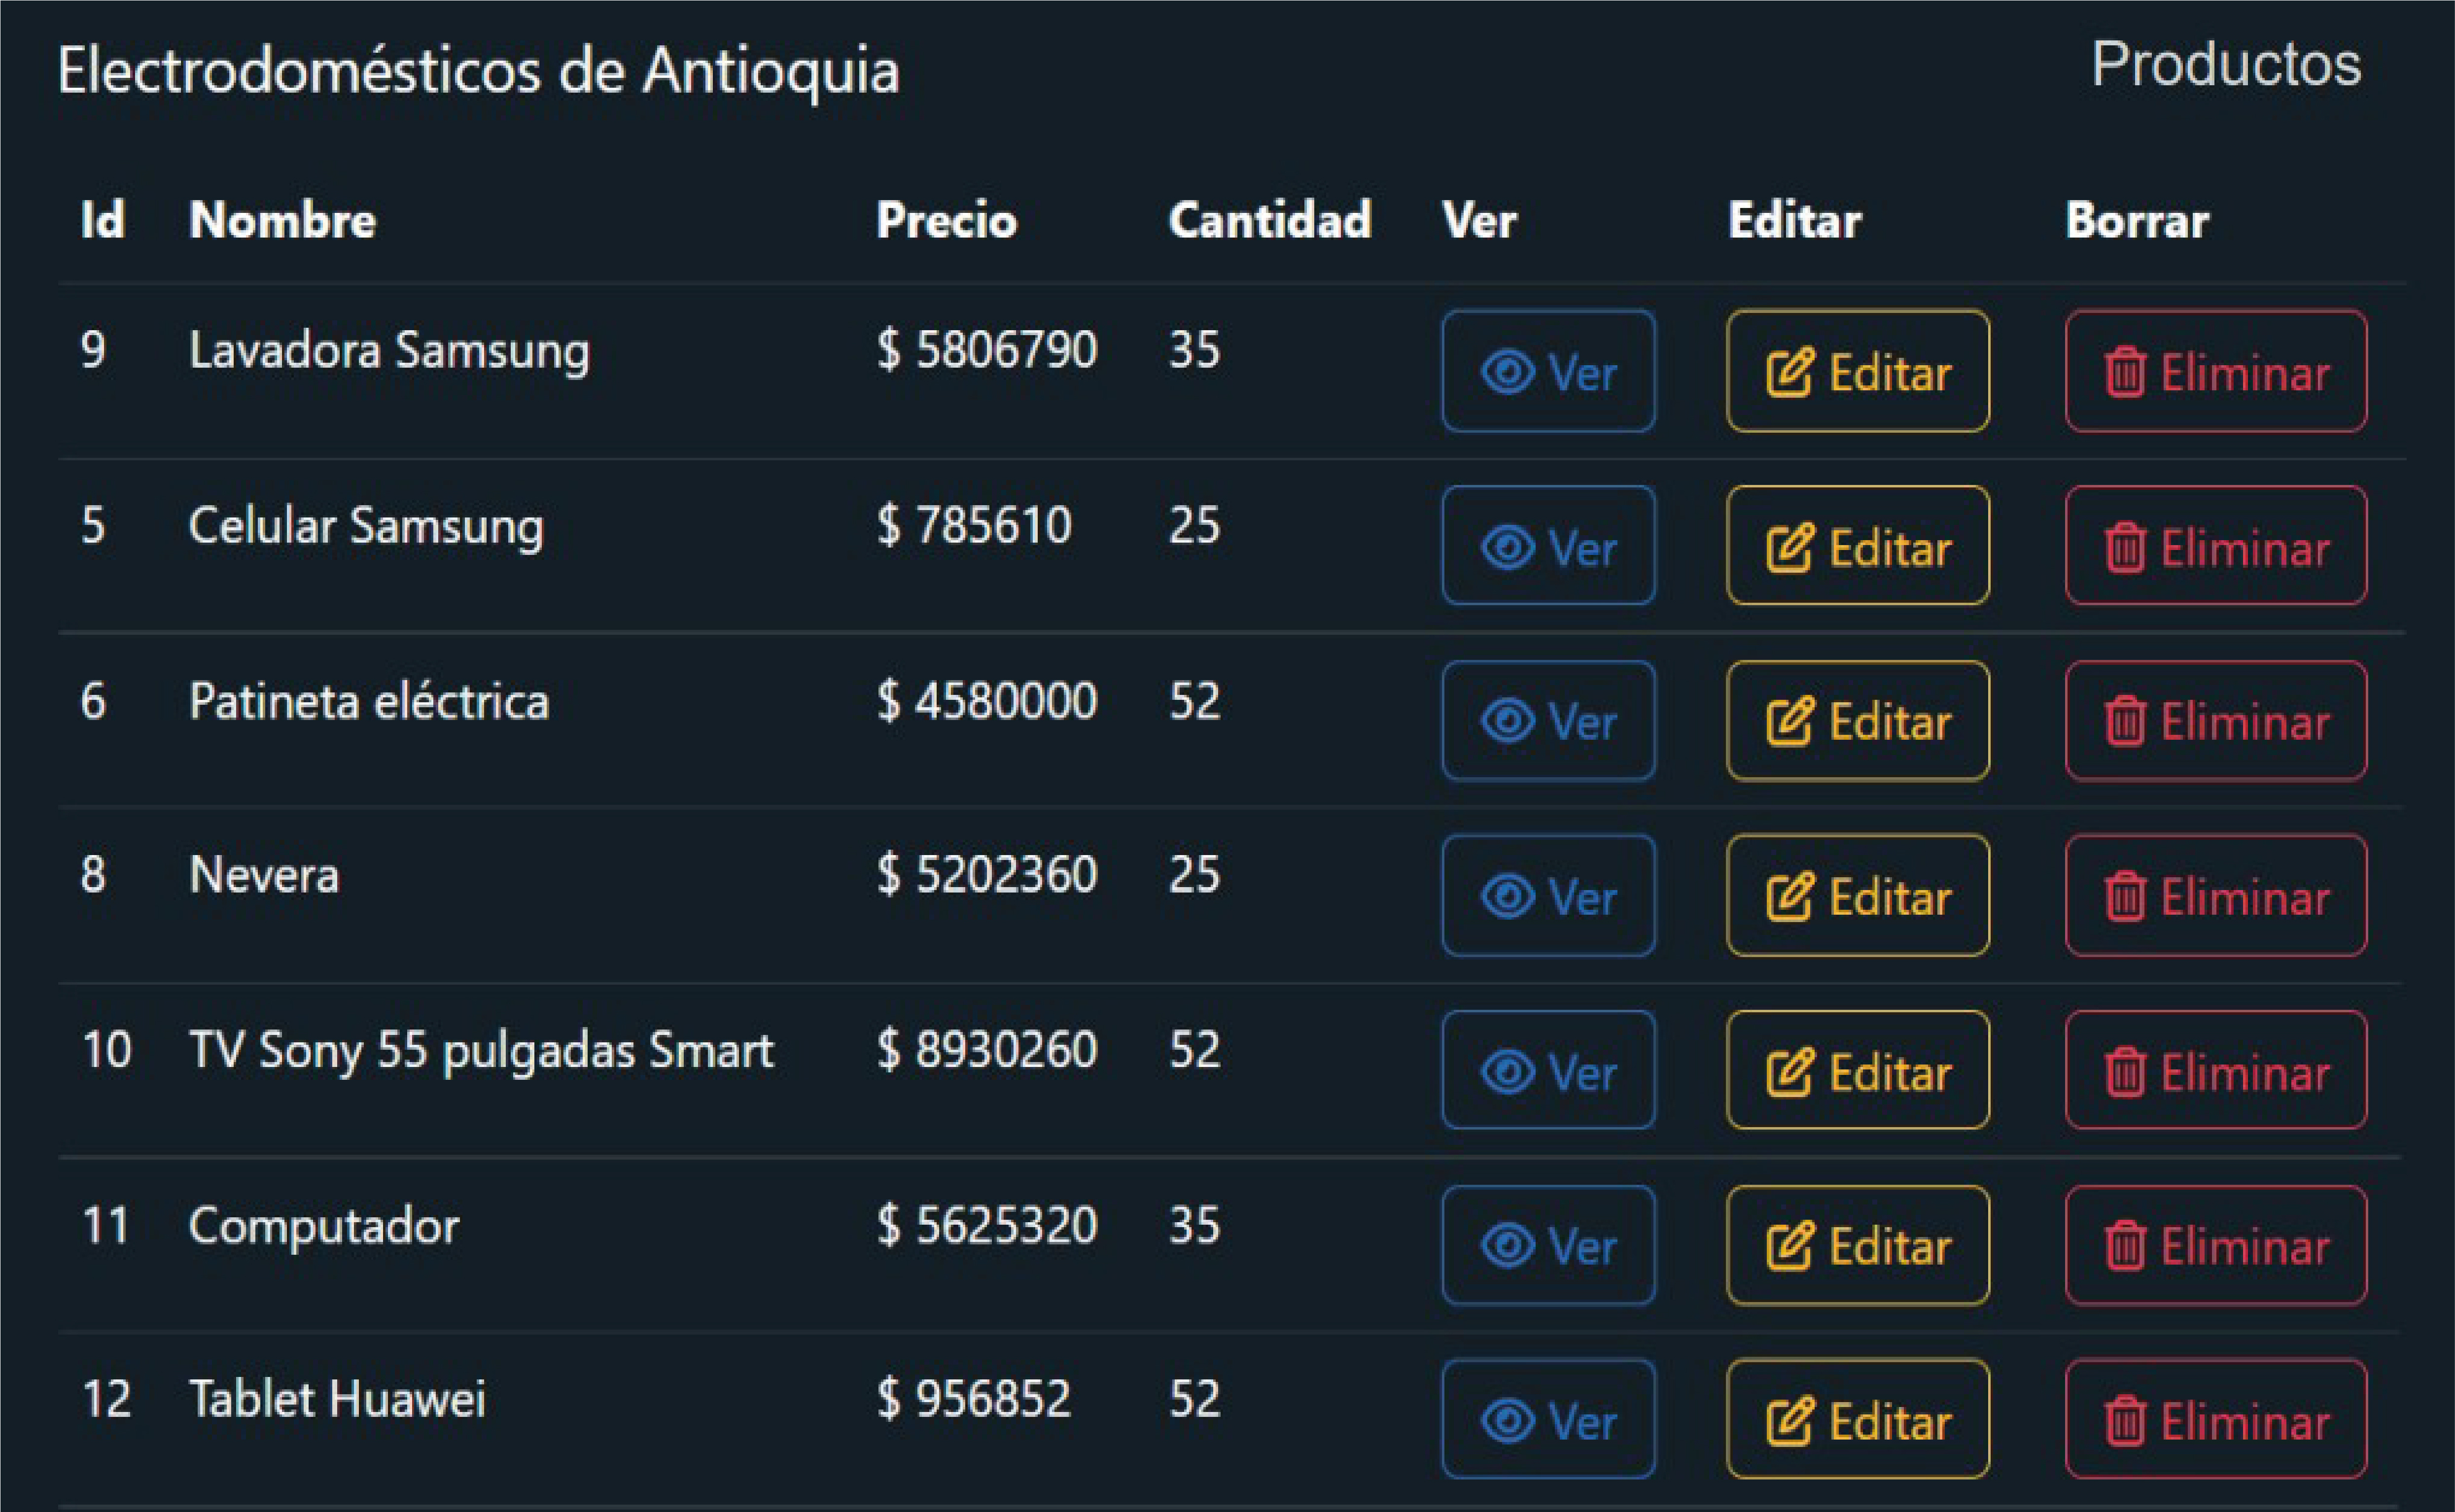 Electrodomésticos de Antioquia Productos
Id Nombre Precio Cantidad Ver Editar Borrar
9 Lavadora Samsung $ 5806790 35 Ver Editar Eliminar
5 Celular Samsung $ 785610 25 Ver Editar Eliminar
6 Patineta eléctrica $ 4580000 52 Ver Editar Eliminar
8 Nevera $ 5202360 25 Ver Editar Eliminar
10 TV Sony 55 pulgadas Smart $ 8930260 52 Ver Editar Eliminar
11 Computador $ 5625320 35 Ver Editar Eliminar
12 Tablet Huawei $ 956852 52 Ver Editar Eliminar